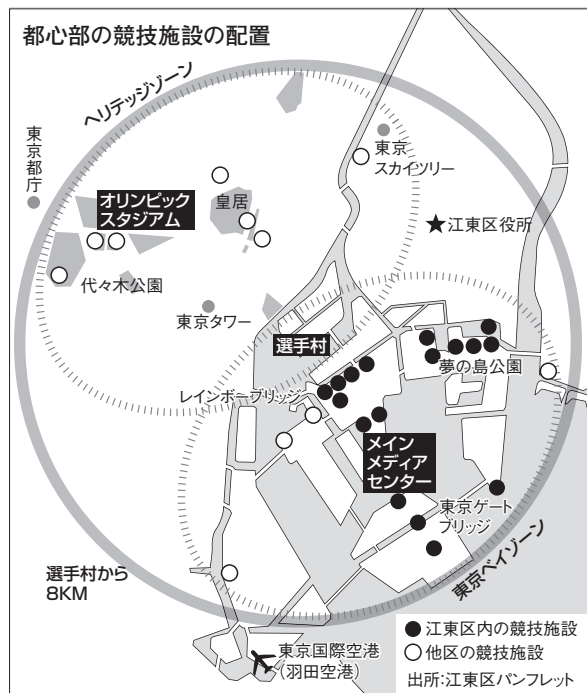 都心部の競技施設の配置
ヘリテッジゾーン
東京都庁
東京
スカイツリー
オリンピック
スタジアム
皇居
江東区役所
代々木公園
東京タワー
選手村
夢の島公園
レインボーブリッジ
メイン
メディア
センター
東京ゲート
ブリッジ
東京ベイゾーン
選手村から
8KM
東京国際空港
(羽田空港)
●江東区内の競技施設
○他区の競技施設
出所:江東区パンフレット